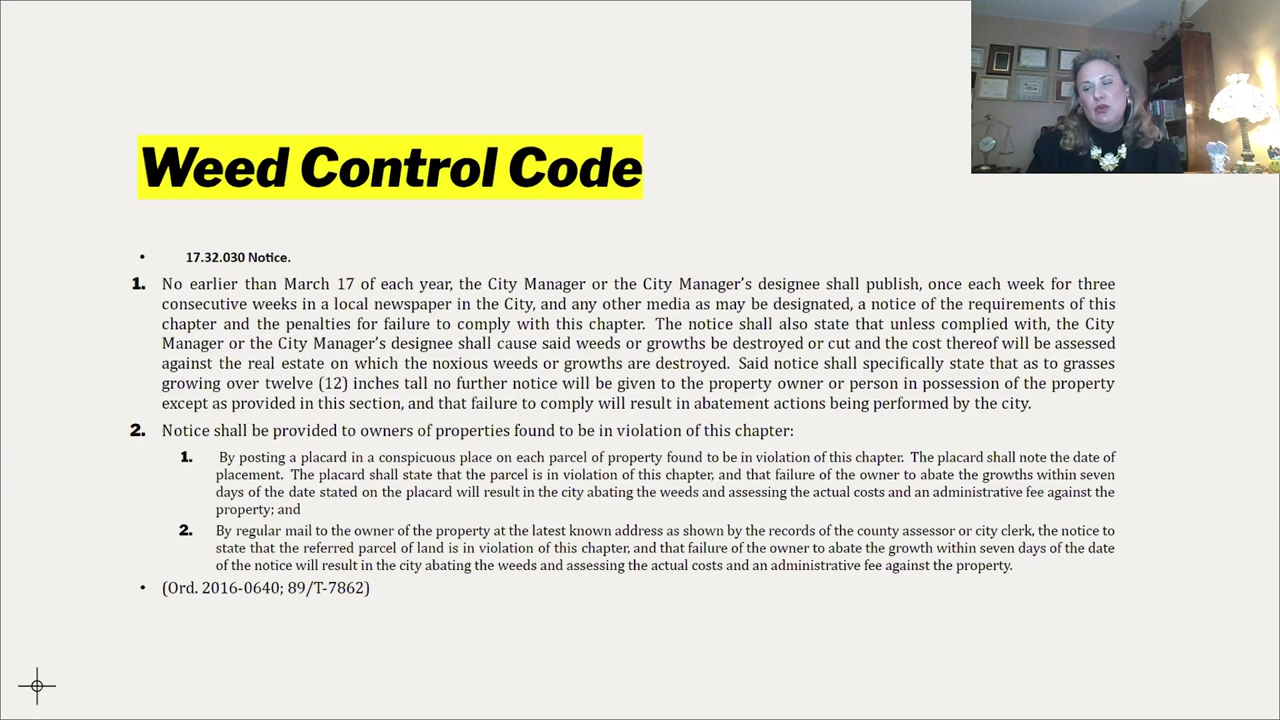 Weed Control Code
• 17.32.030 Notice.
1. No earlier than March 17 of each year, the City Manager or the City Manager's designee shall publish, once each week for three
consecutive weeks in a local newspaper in the City, and any other media as may be designated, a notice of the requirements of this
chapter and the penalties for failure to comply with this chapter. The notice shall also state that unless complied with, the City
Manager or the City Manager's designee shall cause said weeds or growths be destroyed or cut and the cost thereof will be assessed
against the real estate on which the noxious weeds or growths are destroyed. Said notice shall specifically state that as to grasses
growing over twelve (12) inches tall no further notice will be given to the property owner or person in possession of the property
except as provided in this section, and that failure to comply will result in abatement actions being performed by the city.
2. Notice shall be provided to owners of properties found to be in violation of this chapter:
1. By posting a placard in a conspicuous place on each parcel of property found to be in violation of this chapter. The placard shall note the date of
placement. The placard shall state that the parcel is in violation of this chapter, and that failure of the owner to abate the growths within seven
days of the date stated on the placard will result in the city abating the weeds and assessing the actual costs and an administrative fee against the
property; and
2. By regular mail to the owner of the property at the latest known address as shown by the records of the county assessor or city clerk, the notice to
state that the referred parcel of land is in violation of this chapter, and that failure of the owner to abate the growth within seven days of the date
of the notice will result in the city abating the weeds and assessing the actual costs and an administrative fee against the property.
• (Ord. 2016-0640; 89/T-7862)